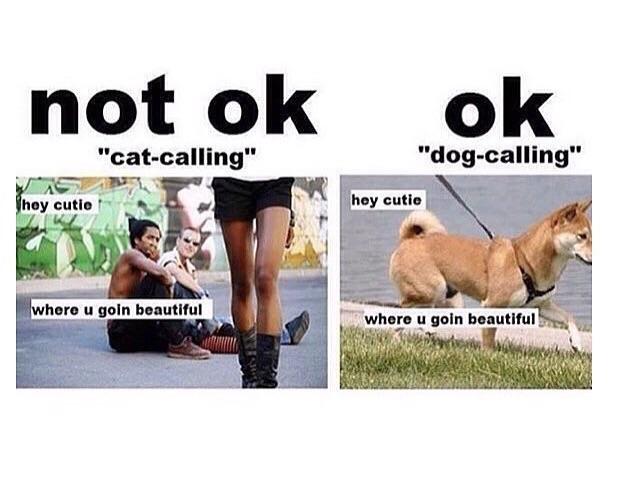 not ok
"cat-calling"
hey cutie
where u goin beautiful
ok
"dog-calling"
hey cutie
where u goin beautiful